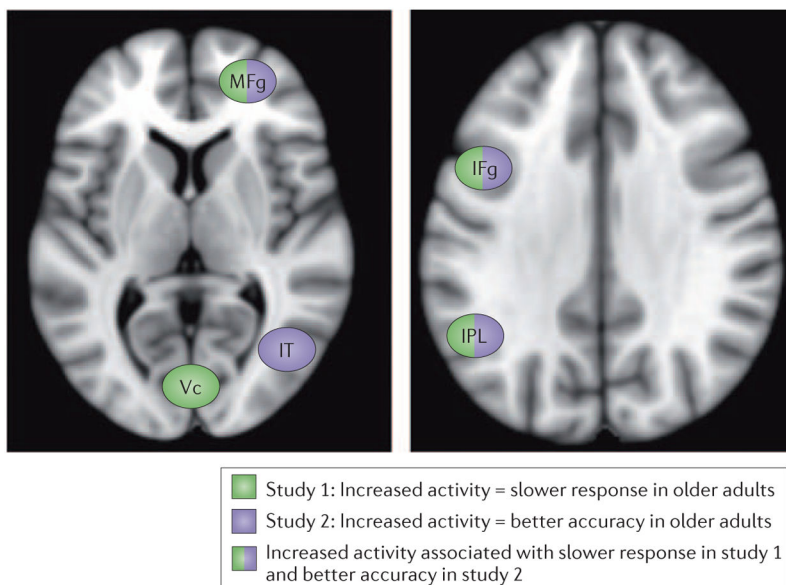 MFg
IFg
IPL
IT
Vc
Study 1: Increased activity = slower response in older adults
Study 2: Increased activity = better accuracy in older adults
Increased activity associated with slower response in study 1
and better accuracy in study 2